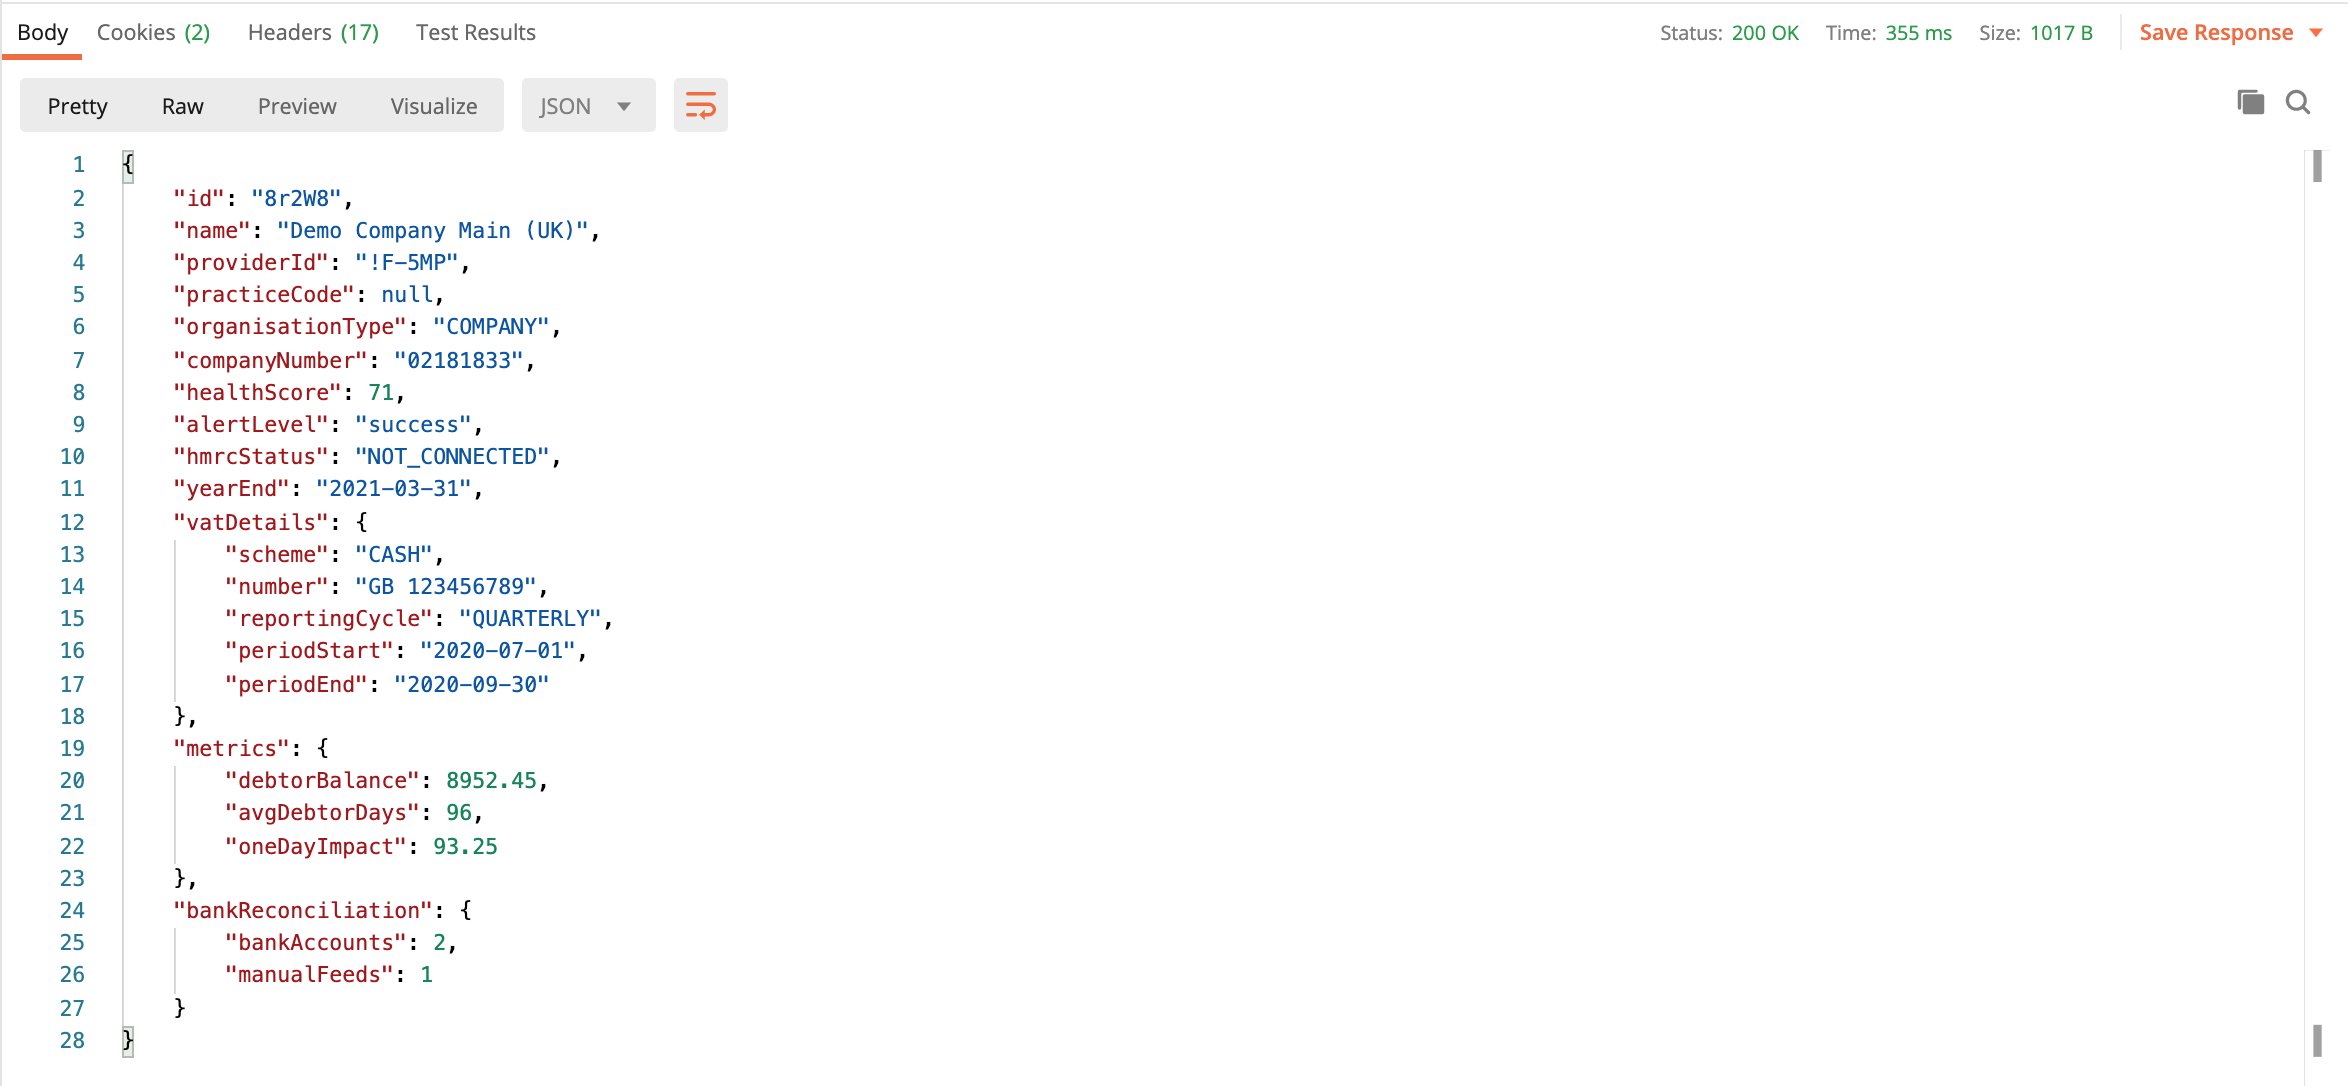 Body Cookies (2) Headers (17) Test Results Status: 200 OK Time: 355 ms Size: 1017 B Save Response
Pretty Raw Preview Visualize JSON
1 {
2 "id": "8r2W8",
3 "name": "Demo Company Main (UK)",
4 "providerId": "!F-5MP",
5 "practiceCode": null,
6 "organisationType": "COMPANY",
7 "companyNumber": "02181833",
8 "healthScore": 71,
9 "alertLevel": "success",
10 "hmrcStatus": "NOT_CONNECTED",
11 "yearEnd": "2021-03-31",
12 "vatDetails": {
13 "scheme": "CASH",
14 "number": "GB 123456789",
15 "reportingCycle": "QUARTERLY",
16 "periodStart": "2020-07-01",
17 "periodEnd": "2020-09-30"
18 },
19 "metrics": {
20 "debtorBalance": 8952.45,
21 "avgDebtorDays": 96,
22 "oneDayImpact": 93.25
23 },
24 "bankReconciliation": {
25 "bankAccounts": 2,
26 "manualFeeds": 1
27 }
28 }